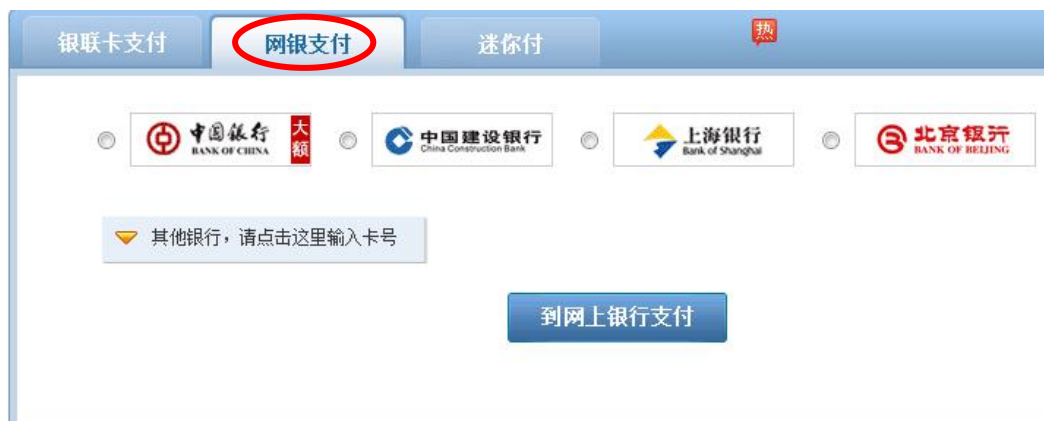 银联卡支付 网银支付 迷你付 热
中国银行 大额 中国建设银行 上海银行 北京银行
BANK OF CHINA China Construction Bank Bank of Shanghai BANK OF BEIJING
其他银行，请点击这里输入卡号
到网上银行支付